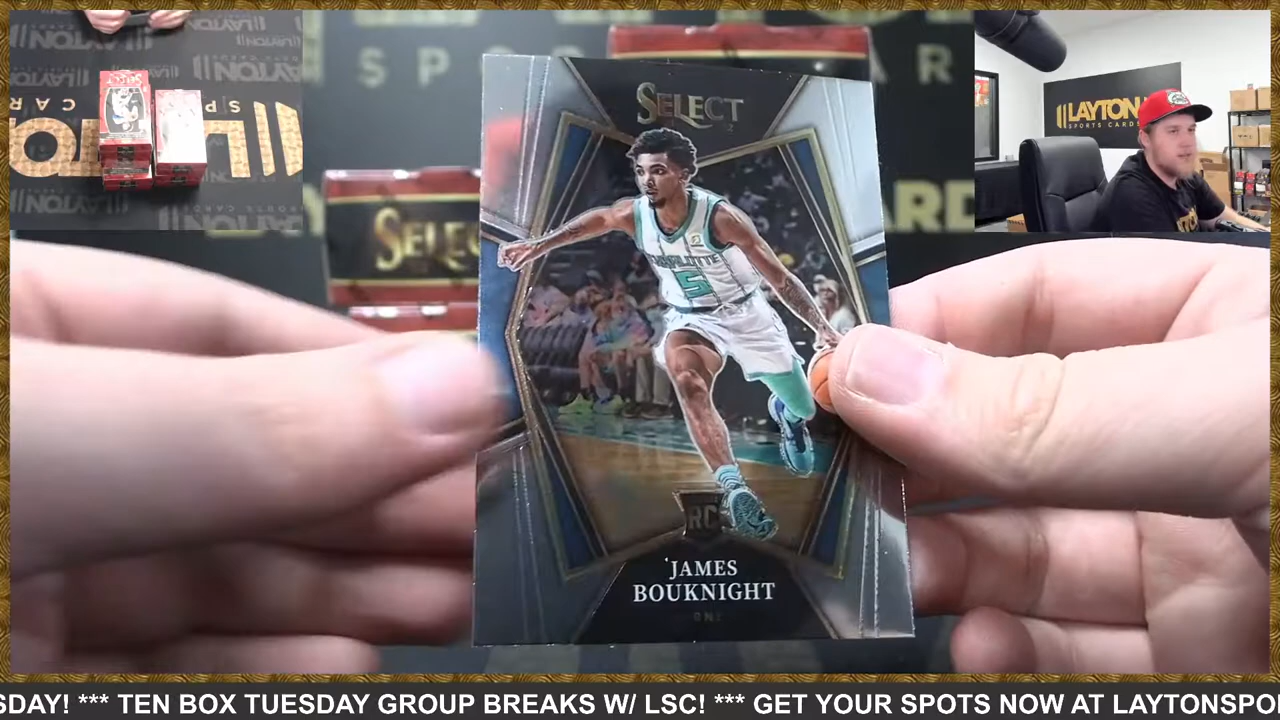 SELECT
CHARLOTTE
5
RC
JAMES
BOUKNIGHT
SELECT
LAYTON
SPORTS CARDS
SDAY! *** TEN BOX TUESDAY GROUP BREAKS W/ LSC! *** GET YOUR SPOTS NOW AT LAYTONSPO